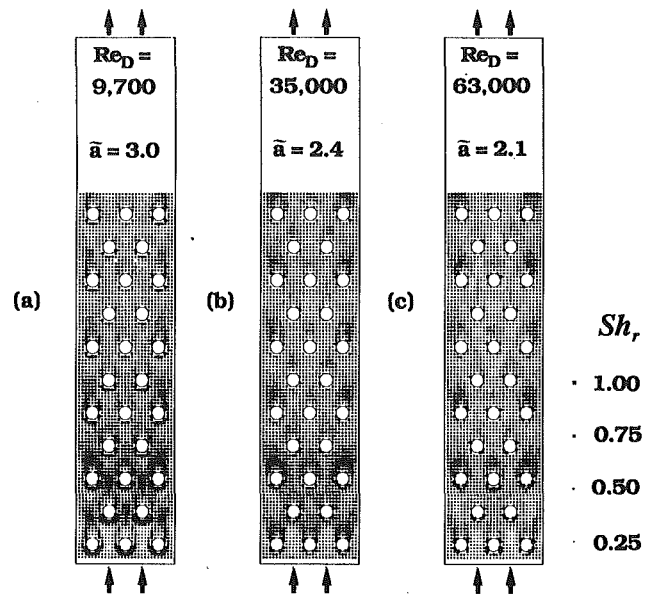 Re_D =
9,700
ã = 3.0
Re_D =
35,000
ã = 2.4
Re_D =
63,000
ã = 2.1
(a)
(b)
(c)
Sh_r
1.00
0.75
0.50
0.25